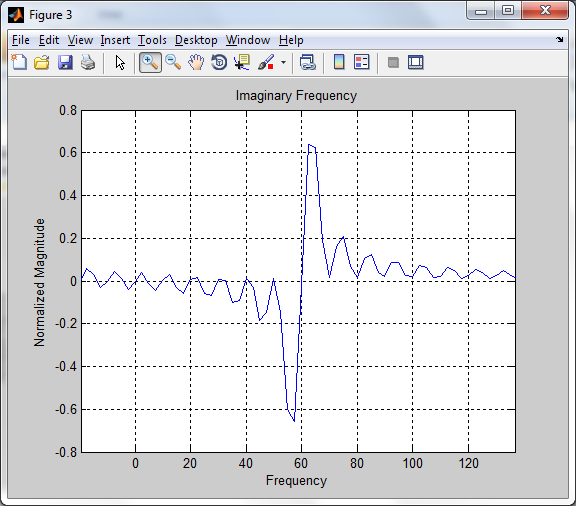 Figure 3
File Edit View Insert Tools Desktop Window Help
Imaginary Frequency
0.8
0.6
0.4
0.2
0
-0.2
-0.4
-0.6
-0.8
Normalized Magnitude
0 20 40 60 80 100 120
Frequency